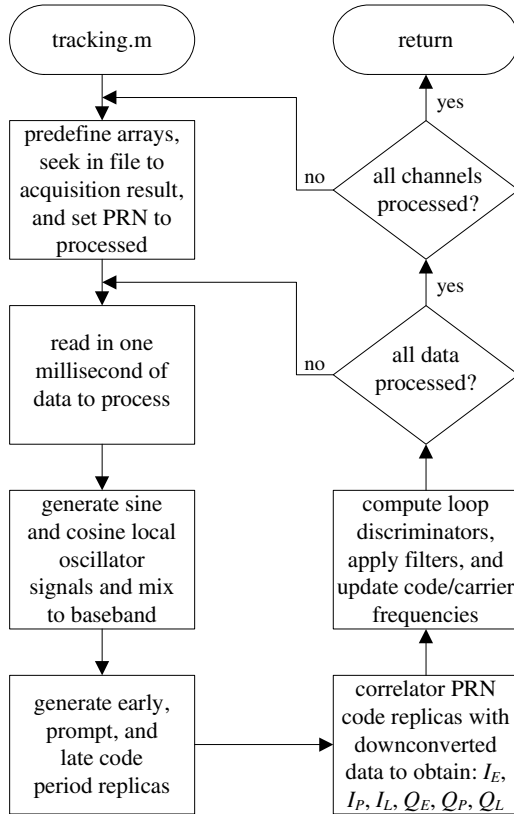 tracking.m
predefine arrays,
seek in file to
acquisition result,
and set PRN to
processed
read in one
millisecond of
data to process
generate sine
and cosine local
oscillator
signals and mix
to baseband
generate early,
prompt, and
late code
period replicas
correlator PRN
code replicas with
downconverted
data to obtain: I_E,
I_P, I_L, Q_E, Q_P, Q_L
compute loop
discriminators,
apply filters, and
update code/carrier
frequencies
all data
processed?
no
yes
all channels
processed?
no
yes
return